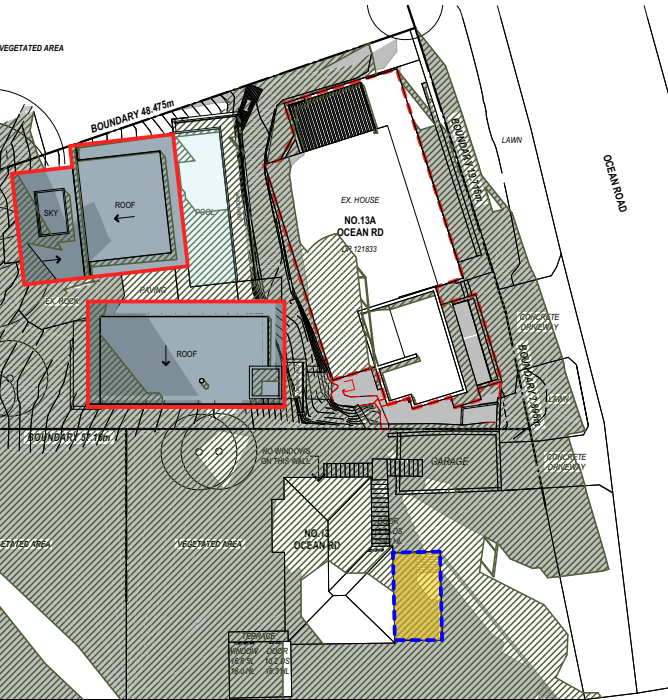 VEGETATED AREA
BOUNDARY 48.475m
LAWN
OCEAN ROAD
SKY
ROOF
POOL
EX. HOUSE
NO.13A
OCEAN RD
121833
PAVING
EX. ROCK
ROOF
CONCRETE
DRIVEWAY
LAWN
NO WINDOWS
ON THIS WALL
GARAGE
CONCRETE
DRIVEWAY
ETATED AREA
VEGETATED AREA
NO.13
OCEAN RD
TERRACE
WINDOW
DOOR